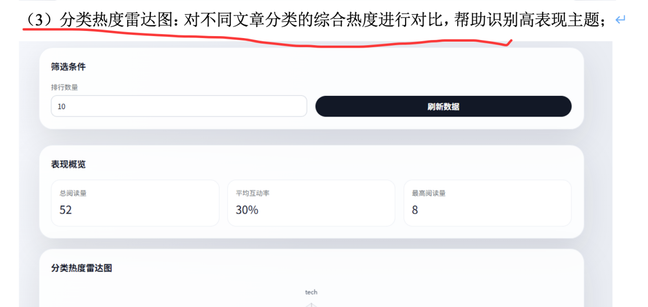 （3）分类热度雷达图：对不同文章分类的综合热度进行对比，帮助识别高表现主题；
筛选条件
排行数量
10
刷新数据
表现概览
总阅读量
52
平均互动率
30%
最高阅读量
8
分类热度雷达图
tech